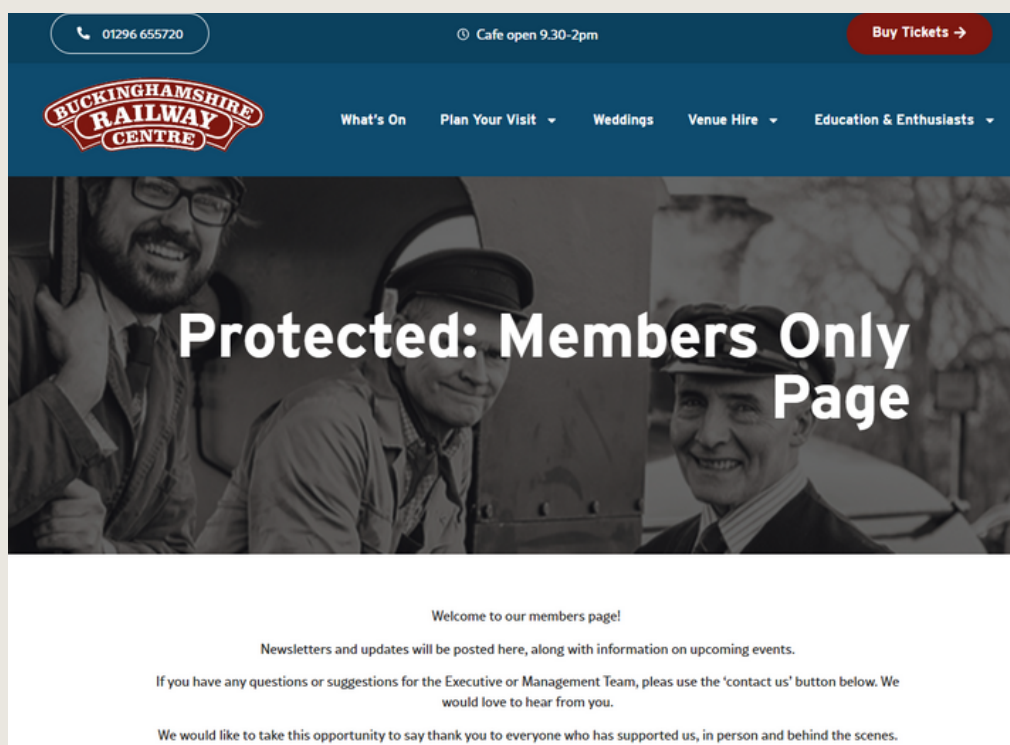 01296 655720
Cafe open 9.30-2pm
Buy Tickets →
BUCKINGHAMSHIRE
RAILWAY
CENTRE
What's On
Plan Your Visit
Weddings
Venue Hire
Education & Enthusiasts
Protected: Members Only
Page
Welcome to our members page!
Newsletters and updates will be posted here, along with information on upcoming events.
If you have any questions or suggestions for the Executive or Management Team, pleas use the ‘contact us’ button below. We
would love to hear from you.
We would like to take this opportunity to say thank you to everyone who has supported us, in person and behind the scenes.